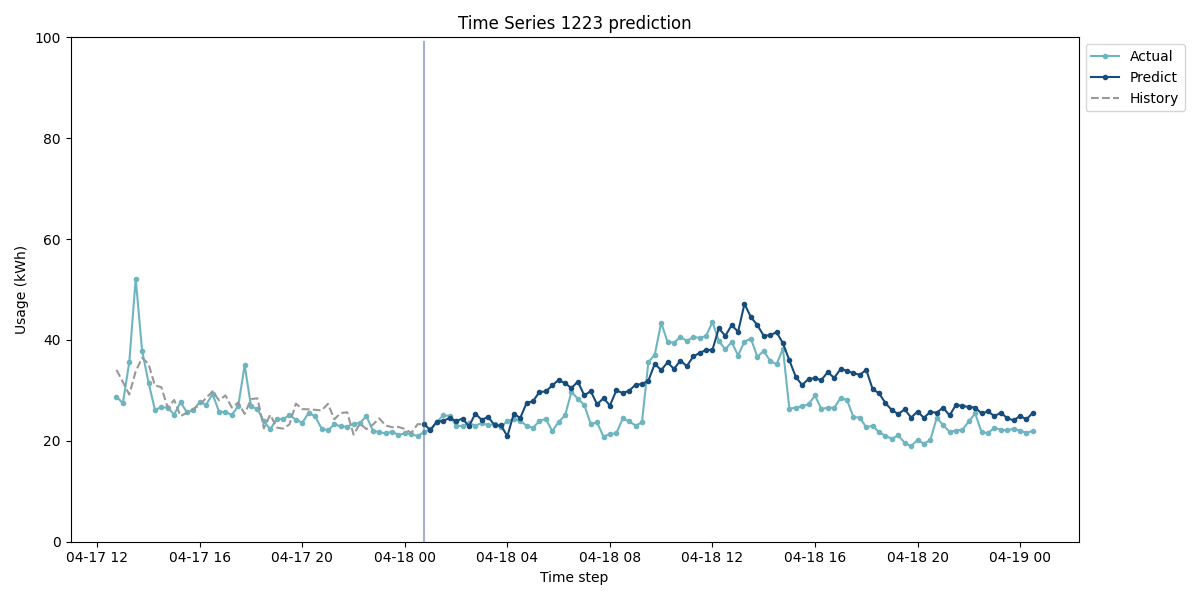 Time Series 1223 prediction
Usage (kWh)
100
80
60
40
20
0
04-17 12
04-17 16
04-17 20
04-18 00
04-18 04
04-18 08
04-18 12
04-18 16
04-18 20
04-19 00
Time step
Actual
Predict
History